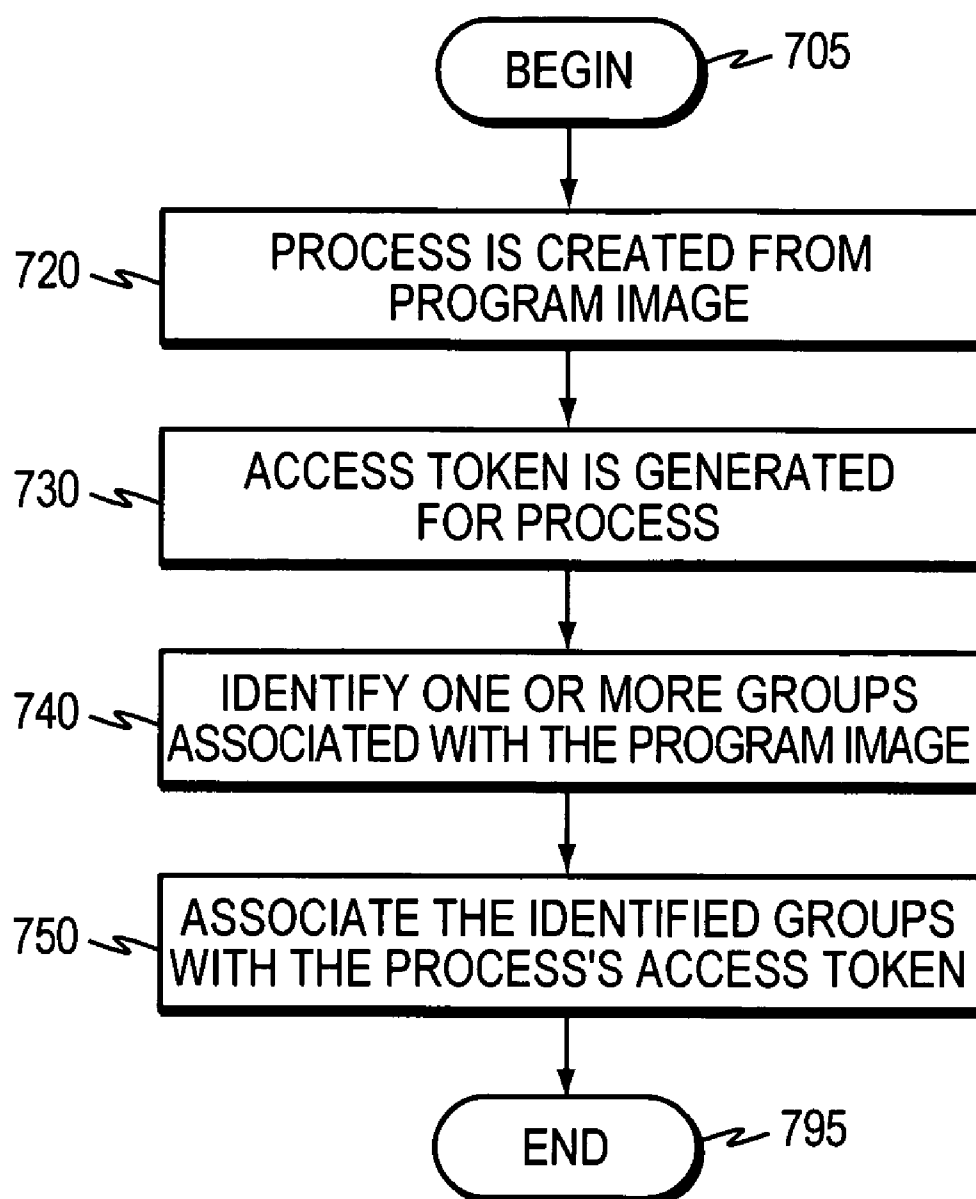 BEGIN
705
720
PROCESS IS CREATED FROM
PROGRAM IMAGE
730
ACCESS TOKEN IS GENERATED
FOR PROCESS
740
IDENTIFY ONE OR MORE GROUPS
ASSOCIATED WITH THE PROGRAM IMAGE
750
ASSOCIATE THE IDENTIFIED GROUPS
WITH THE PROCESS'S ACCESS TOKEN
END
795